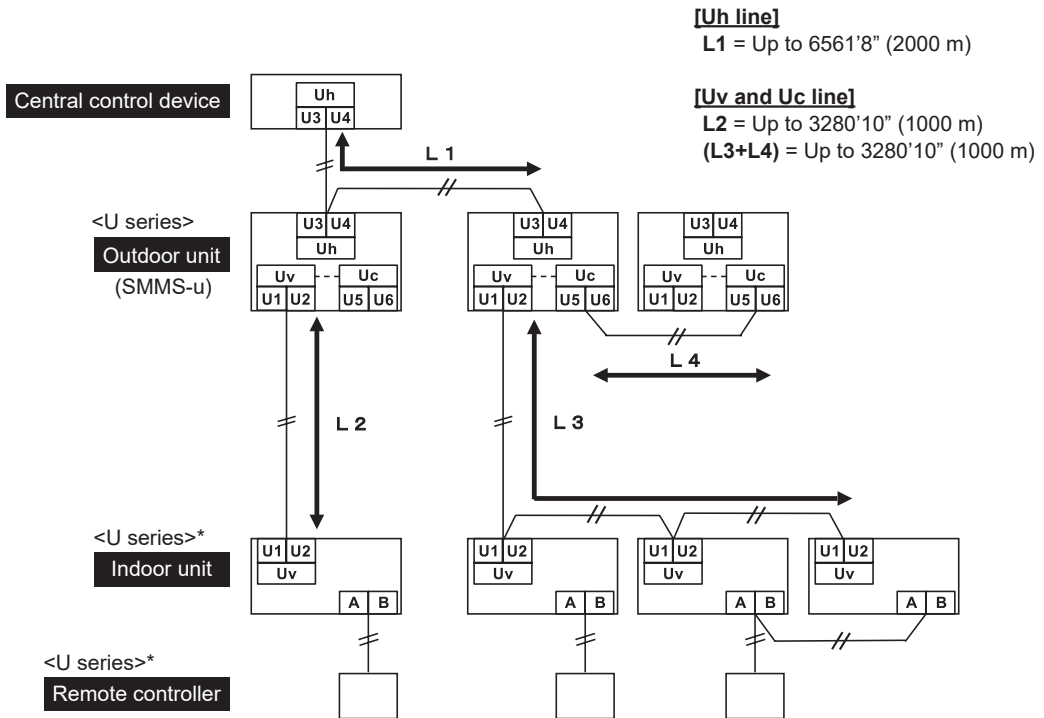 [Uh line]
L1 = Up to 6561'8" (2000 m)
[Uv and Uc line]
L2 = Up to 3280'10" (1000 m)
(L3+L4) = Up to 3280'10" (1000 m)
Central control device
Uh
U3 U4
L 1
<U series>
Outdoor unit
(SMMS-u)
U3 U4
Uh
Uv Uc
U1 U2 U5 U6
U3 U4
Uh
Uv Uc
U1 U2 U5 U6
U3 U4
Uh
Uv Uc
U1 U2 U5 U6
L 4
L 2
L 3
<U series>*
Indoor unit
U1 U2
Uv
A B
U1 U2
Uv
A B
U1 U2
Uv
A B
U1 U2
Uv
A B
<U series>*
Remote controller